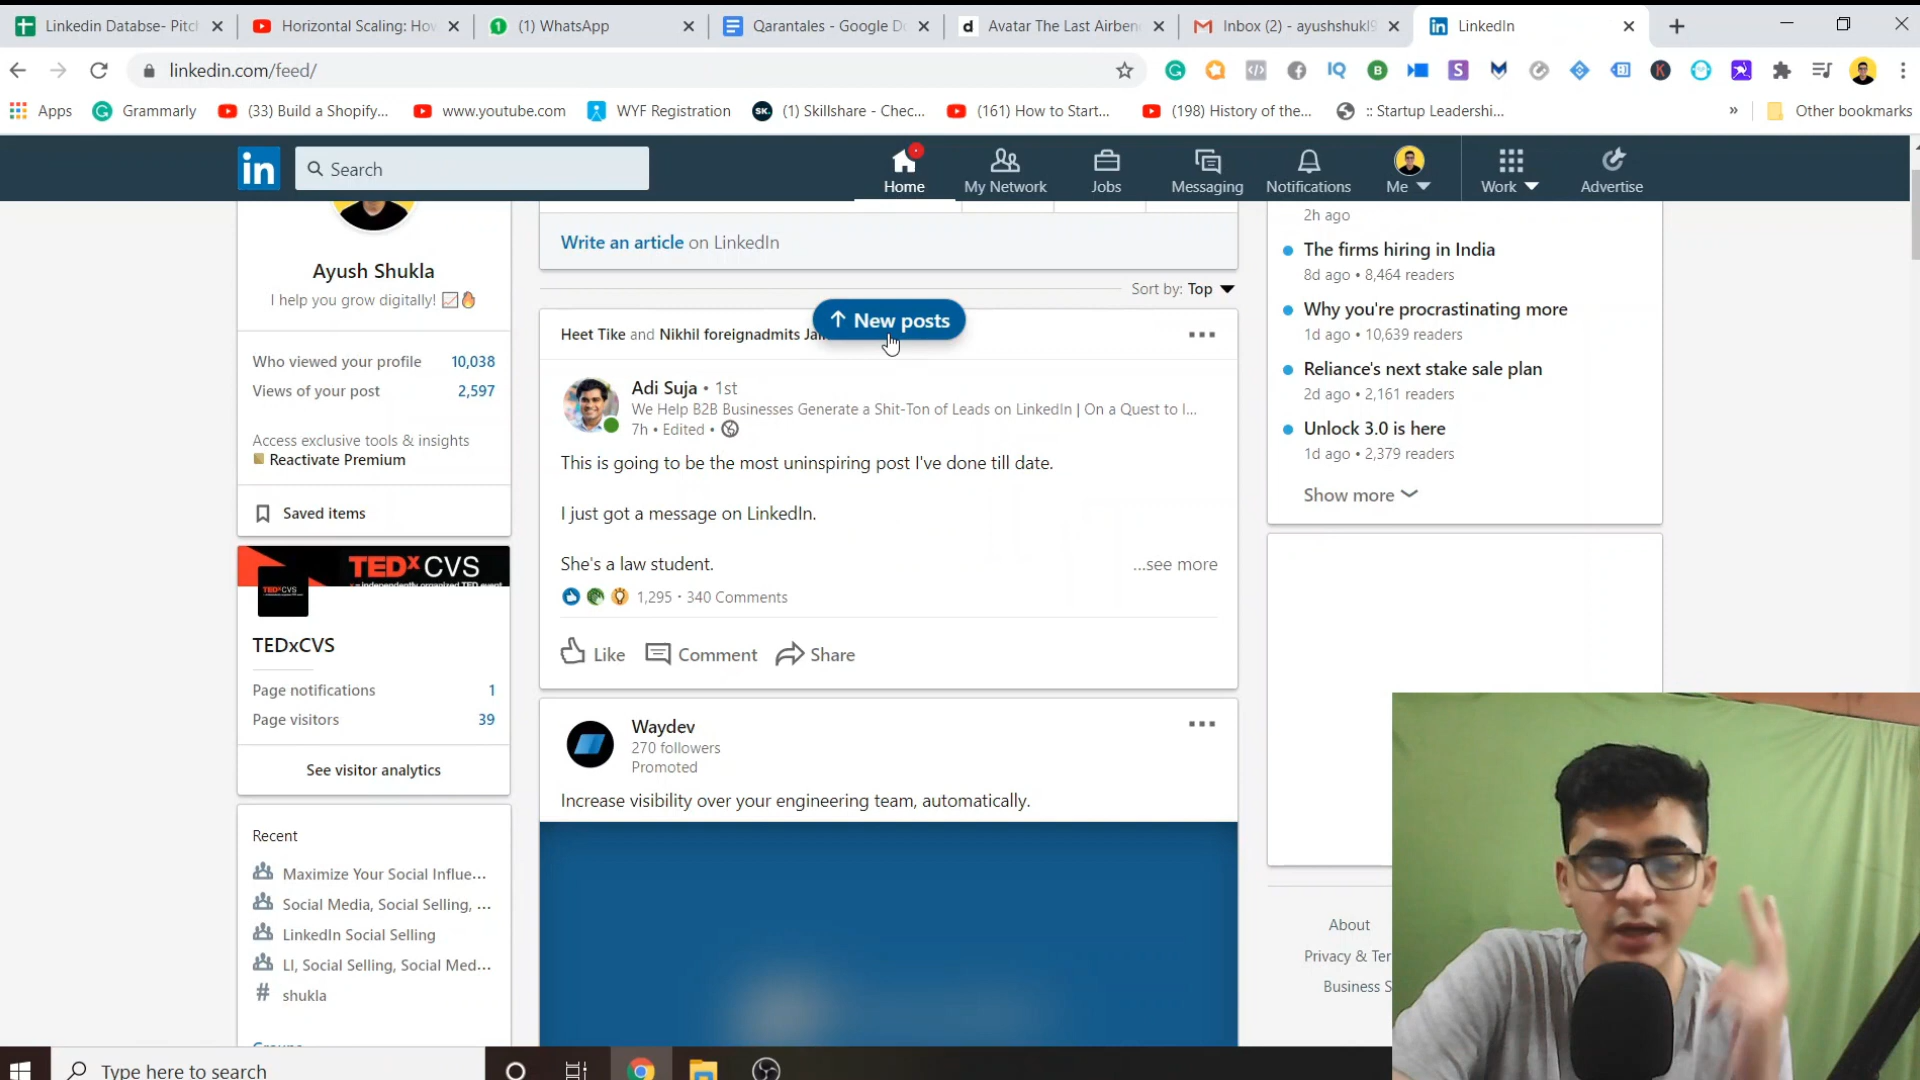 Linkedin Databse- Pitch
Horizontal Scaling: How
(1) WhatsApp
Qarantales - Google Do
Avatar The Last Airben
Inbox (2) - ayushshukl9
LinkedIn
linkedin.com/feed/
Apps
Grammarly
(33) Build a Shopify...
www.youtube.com
WYF Registration
(1) Skillshare - Chec...
(161) How to Start...
(198) History of the...
:: Startup Leadershi...
»
Other bookmarks
in
Search
Home
My Network
Jobs
Messaging
Notifications
Me
Work
Advertise
Ayush Shukla
I help you grow digitally!
Who viewed your profile 10,038
Views of your post 2,597
Access exclusive tools & insights
Reactivate Premium
Saved items
TEDxCVS
TEDxCVS
TEDxCVS
Page notifications 1
Page visitors 39
See visitor analytics
Recent
Maximize Your Social Influe...
Social Media, Social Selling, ...
LinkedIn Social Selling
LI, Social Selling, Social Med...
# shukla
Groups
Write an article on LinkedIn
Sort by: Top
New posts
Heet Tike and Nikhil foreignadmits
Adi Suja • 1st
We Help B2B Businesses Generate a Shit-Ton of Leads on LinkedIn | On a Quest to I...
7h • Edited •
This is going to be the most uninspiring post I've done till date.
I just got a message on LinkedIn.
She's a law student.
...see more
1,295 • 340 Comments
Like
Comment
Share
Waydev
270 followers
Promoted
Increase visibility over your engineering team, automatically.
2h ago
The firms hiring in India
8d ago • 8,464 readers
Why you're procrastinating more
1d ago • 10,639 readers
Reliance's next stake sale plan
2d ago • 2,161 readers
Unlock 3.0 is here
1d ago • 2,379 readers
Show more
About
Privacy & Ter
Business S
Type here to search